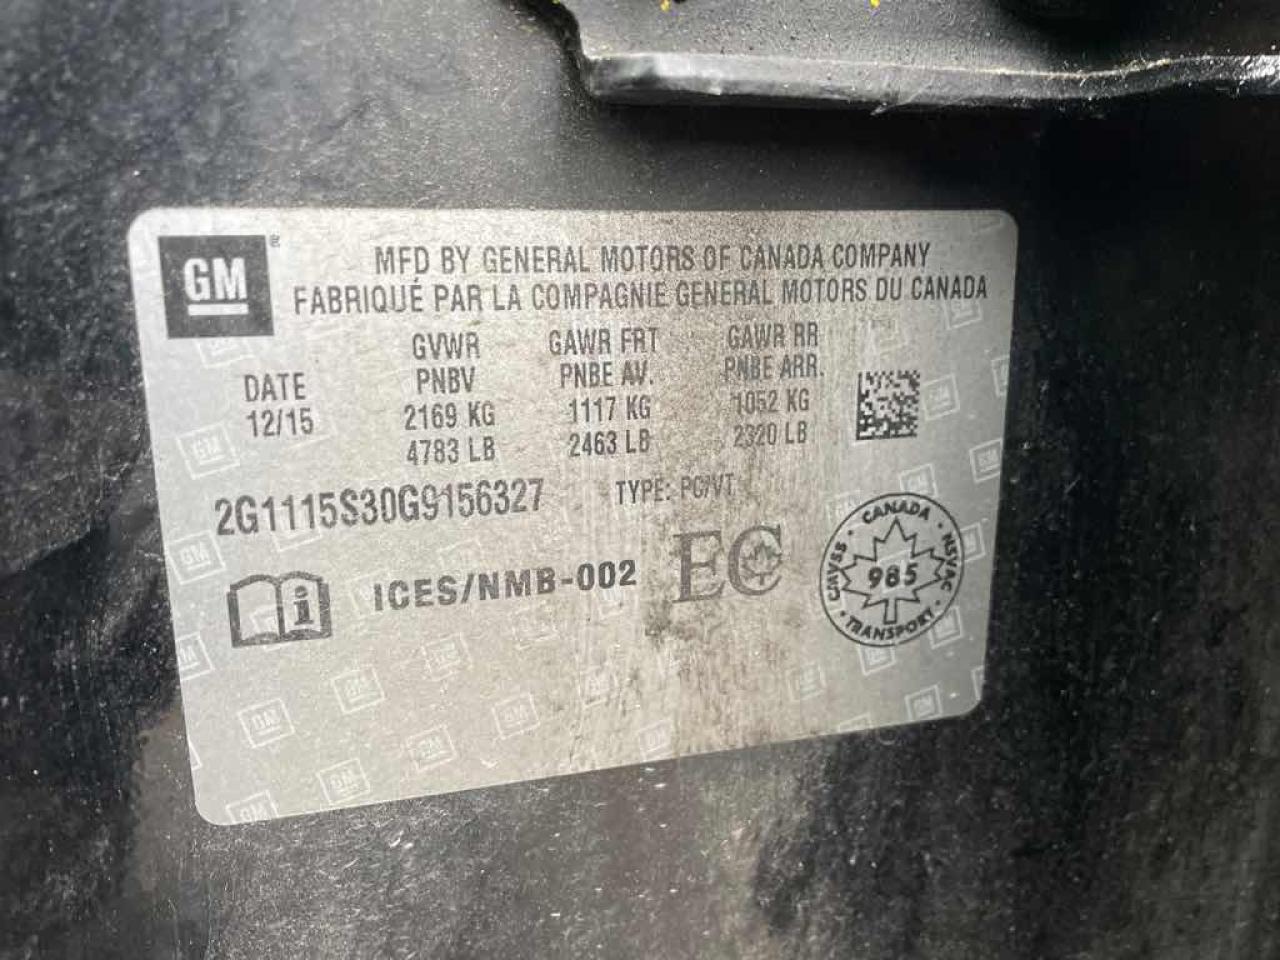 GM
MFD BY GENERAL MOTORS OF CANADA COMPANY
FABRIQUÉ PAR LA COMPAGNIE GENERAL MOTORS DU CANADA
GVWR GAWR FRT GAWR RR
DATE PNBV PNBE AV. PNBE ARR.
12/15 2169 KG 1117 KG 1052 KG
4783 LB 2463 LB 2320 LB
2G1115S30G9156327 TYPE: PC/VT
i ICES/NMB-002 EC
CANADA
CMVSS · NSVAC
985
TRANSPORT